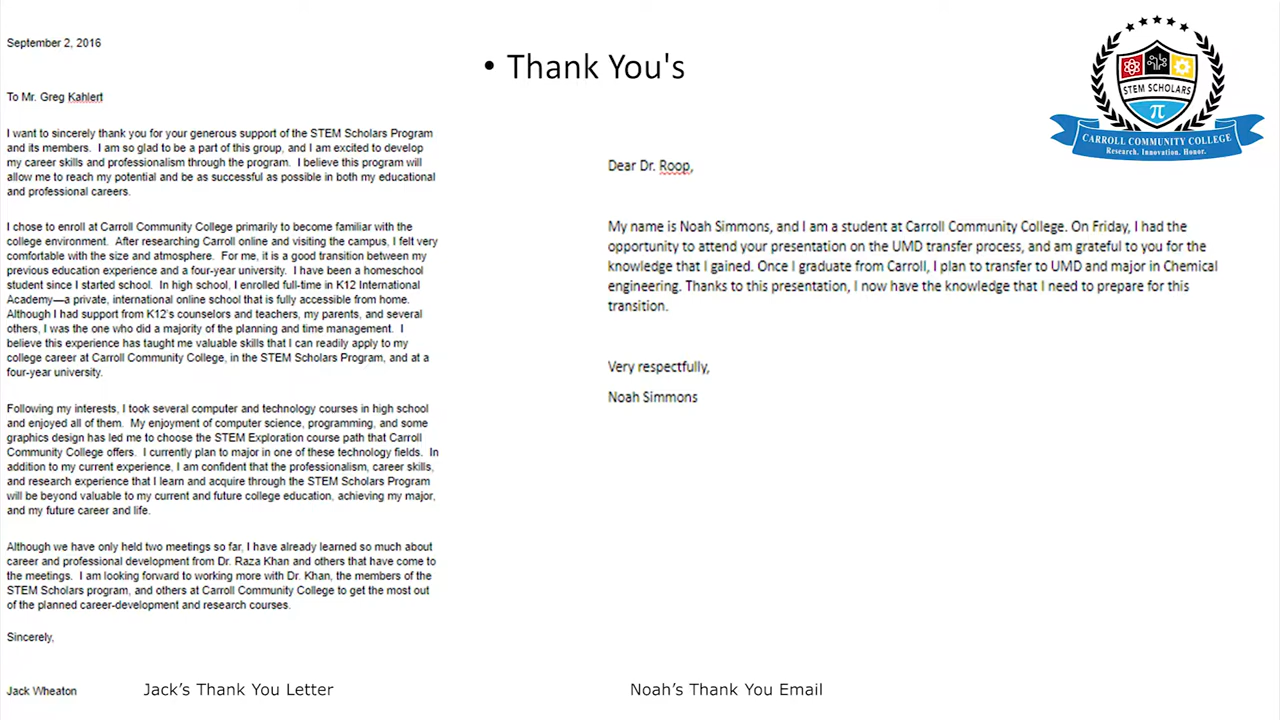 September 2, 2016
To Mr. Greg Kahlert
I want to sincerely thank you for your generous support of the STEM Scholars Program
and its members.  I am so glad to be a part of this group, and I am excited to develop
my career skills and professionalism through the program.  I believe this program will
allow me to reach my potential and be as successful as possible in both my educational
and professional careers.
I chose to enroll at Carroll Community College primarily to become familiar with the
college environment.  After researching Carroll online and visiting the campus, I felt very
comfortable with the size and atmosphere.  For me, it is a good transition between my
previous education experience and a four-year university.  I have been a homeschool
student since I started school.  In high school, I enrolled full-time in K12 International
Academy—a private, international online school that is fully accessible from home.
Although I had support from K12's counselors and teachers, my parents, and several
others, I was the one who did a majority of the planning and time management.  I
believe this experience has taught me valuable skills that I can readily apply to my
college career at Carroll Community College, in the STEM Scholars Program, and at a
four-year university.
Following my interests, I took several computer and technology courses in high school
and enjoyed all of them.  My enjoyment of computer science, programming, and some
graphics design has led me to choose the STEM Exploration course path that Carroll
Community College offers.  I currently plan to major in one of these technology fields.  In
addition to my current experience, I am confident that the professionalism, career skills,
and research experience that I learn and acquire through the STEM Scholars Program
will be beyond valuable to my current and future college education, achieving my major,
and my future career and life.
Although we have only held two meetings so far, I have already learned so much about
career and professional development from Dr. Raza Khan and others that have come to
the meetings.  I am looking forward to working more with Dr. Khan, the members of the
STEM Scholars program, and others at Carroll Community College to get the most out
of the planned career-development and research courses.
Sincerely,
Jack Wheaton
Jack’s Thank You Letter
• Thank You's
Dear Dr. Roop,
My name is Noah Simmons, and I am a student at Carroll Community College. On Friday, I had the
opportunity to attend your presentation on the UMD transfer process, and am grateful to you for the
knowledge that I gained. Once I graduate from Carroll, I plan to transfer to UMD and major in Chemical
engineering. Thanks to this presentation, I now have the knowledge that I need to prepare for this
transition.
Very respectfully,
Noah Simmons
Noah’s Thank You Email
STEM SCHOLARS
π
CARROLL COMMUNITY COLLEGE
Research. Innovation. Honor.